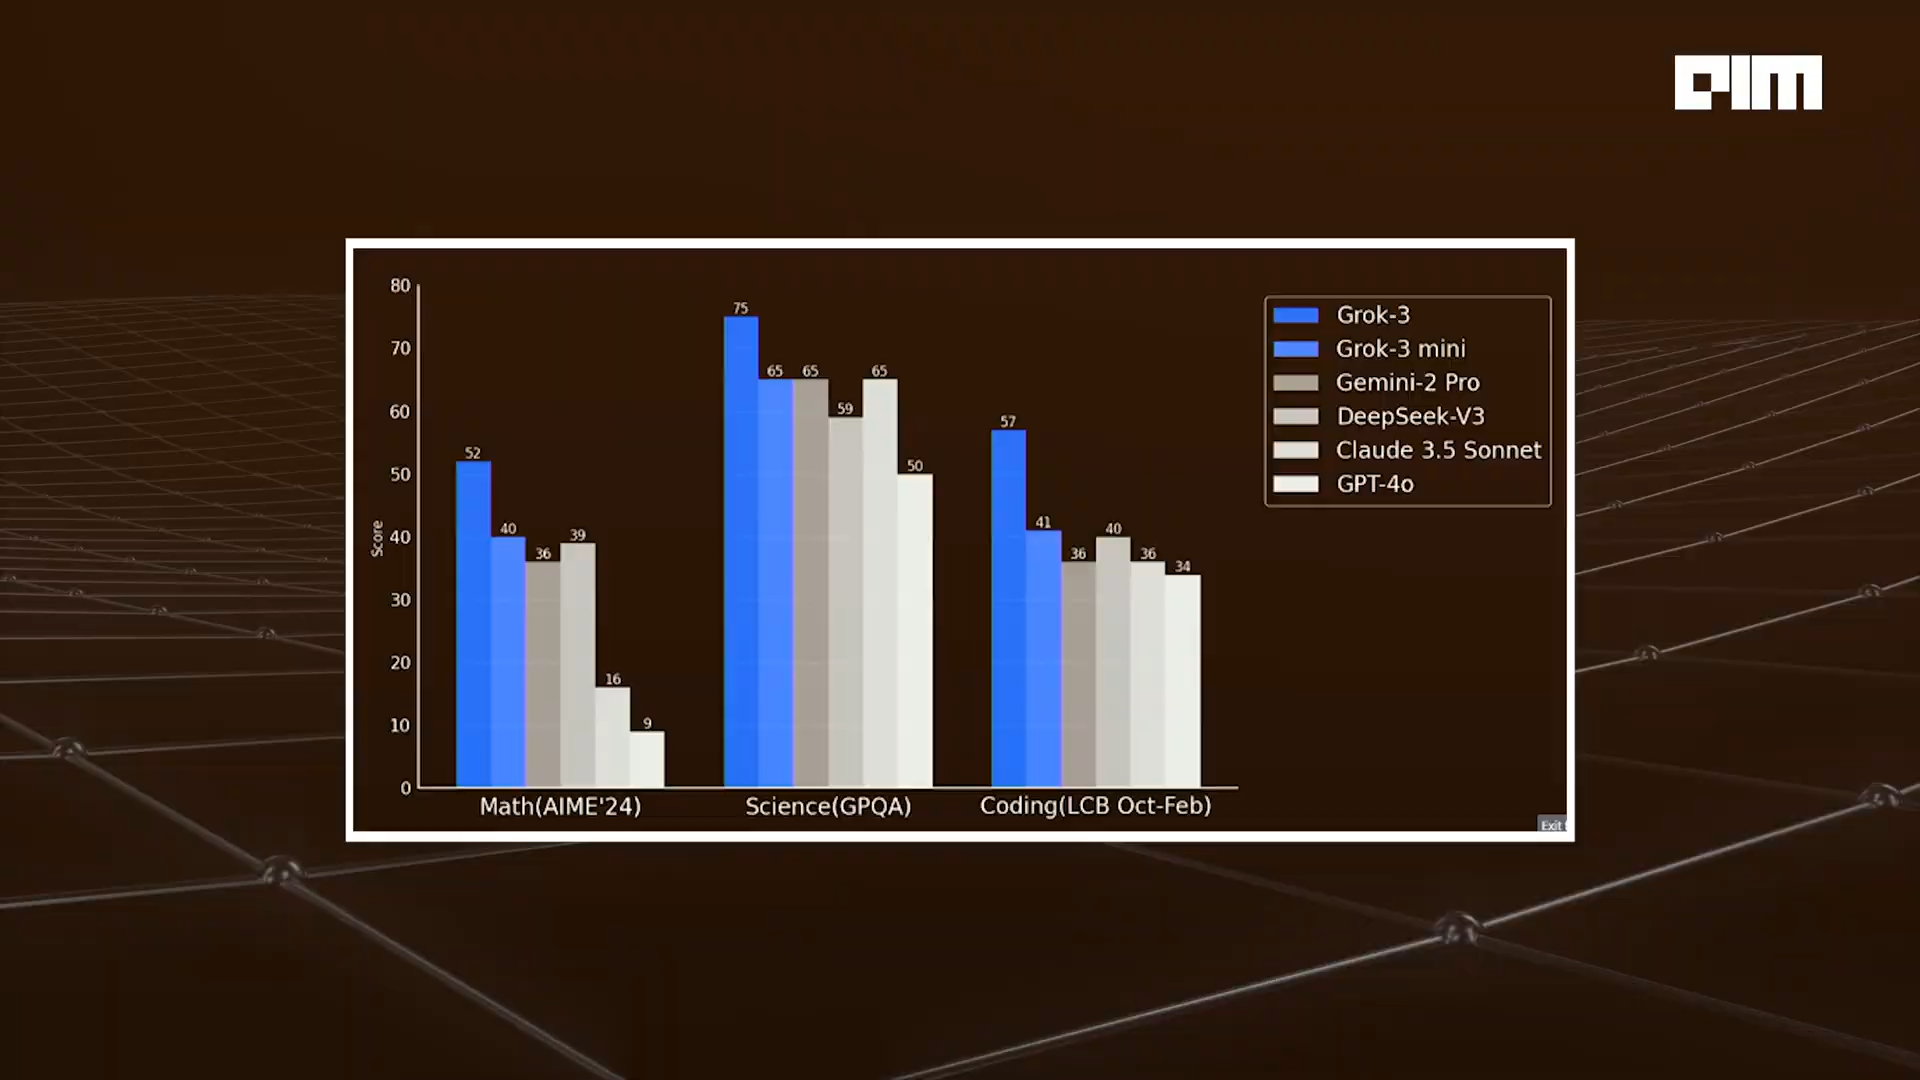 AIM
80
70
60
50
40
30
20
10
0
Score
52
40
36
39
16
9
75
65
65
59
65
50
57
41
36
40
36
34
Math(AIME'24)
Science(GPQA)
Coding(LCB Oct-Feb)
Grok-3
Grok-3 mini
Gemini-2 Pro
DeepSeek-V3
Claude 3.5 Sonnet
GPT-4o
Exit